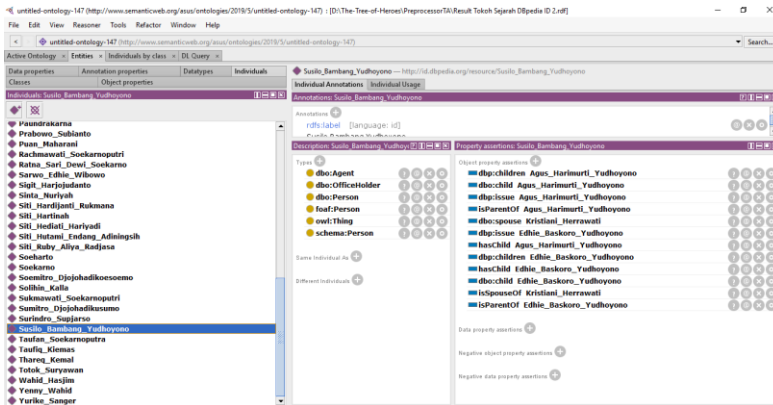 untitled-ontology-147 (http://www.semanticweb.org/asus/ontologies/2019/5/untitled-ontology-147) : [D:\The-Tree-of-Heroes\PreprocessorTA\Result Tokoh Sejarah DBpedia ID 2.rdf]
File Edit View Reasoner Tools Refactor Window Help
untitled-ontology-147 (http://www.semanticweb.org/asus/ontologies/2019/5/untitled-ontology-147)
Search...
Active Ontology × Entities × Individuals by class × DL Query ×
Data properties Annotation properties Datatypes Individuals
Classes Object properties
Individuals: Susilo_Bambang_Yudhoyono
Paundrakarna
Prabowo_Subianto
Puan_Maharani
Rachmawati_Soekarnoputri
Ratna_Sari_Dewi_Soekarno
Sarwo_Edhie_Wibowo
Sigit_Harjojudanto
Sinta_Nuriyah
Siti_Hardijanti_Rukmana
Siti_Hartinah
Siti_Hediati_Hariyadi
Siti_Hutami_Endang_Adiningsih
Siti_Ruby_Aliya_Radjasa
Soeharto
Soekarno
Soemitro_Djojohadikoesoemo
Solihin_Kalla
Sukmawati_Soekarnoputri
Sumitro_Djojohadikusumo
Surindro_Supjarso
Susilo_Bambang_Yudhoyono
Taufan_Soekarnoputra
Taufiq_Kiemas
Thareq_Kemal
Totok_Suryawan
Wahid_Hasjim
Yenny_Wahid
Yurike_Sanger
Susilo_Bambang_Yudhoyono — http://id.dbpedia.org/resource/Susilo_Bambang_Yudhoyono
Individual Annotations Individual Usage
Annotations: Susilo_Bambang_Yudhoyono
Annotations
rdfs:label [language: id]
Susilo Bambang Yudhoyono
Description: Susilo_Bambang_Yudhoyo
Types
dbo:Agent
dbo:OfficeHolder
dbo:Person
foaf:Person
owl:Thing
schema:Person
Same Individual As
Different Individuals
Property assertions: Susilo_Bambang_Yudhoyono
Object property assertions
dbp:children Agus_Harimurti_Yudhoyono
dbo:child Agus_Harimurti_Yudhoyono
dbp:issue Agus_Harimurti_Yudhoyono
isParentOf Agus_Harimurti_Yudhoyono
dbo:spouse Kristiani_Herrawati
dbp:issue Edhie_Baskoro_Yudhoyono
hasChild Agus_Harimurti_Yudhoyono
dbp:children Edhie_Baskoro_Yudhoyono
hasChild Edhie_Baskoro_Yudhoyono
dbo:child Edhie_Baskoro_Yudhoyono
isSpouseOf Kristiani_Herrawati
isParentOf Edhie_Baskoro_Yudhoyono
Data property assertions
Negative object property assertions
Negative data property assertions